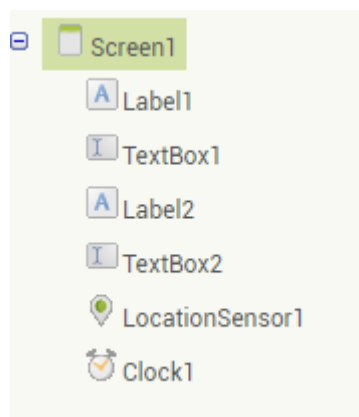 Screen1
Label1
TextBox1
Label2
TextBox2
LocationSensor1
Clock1